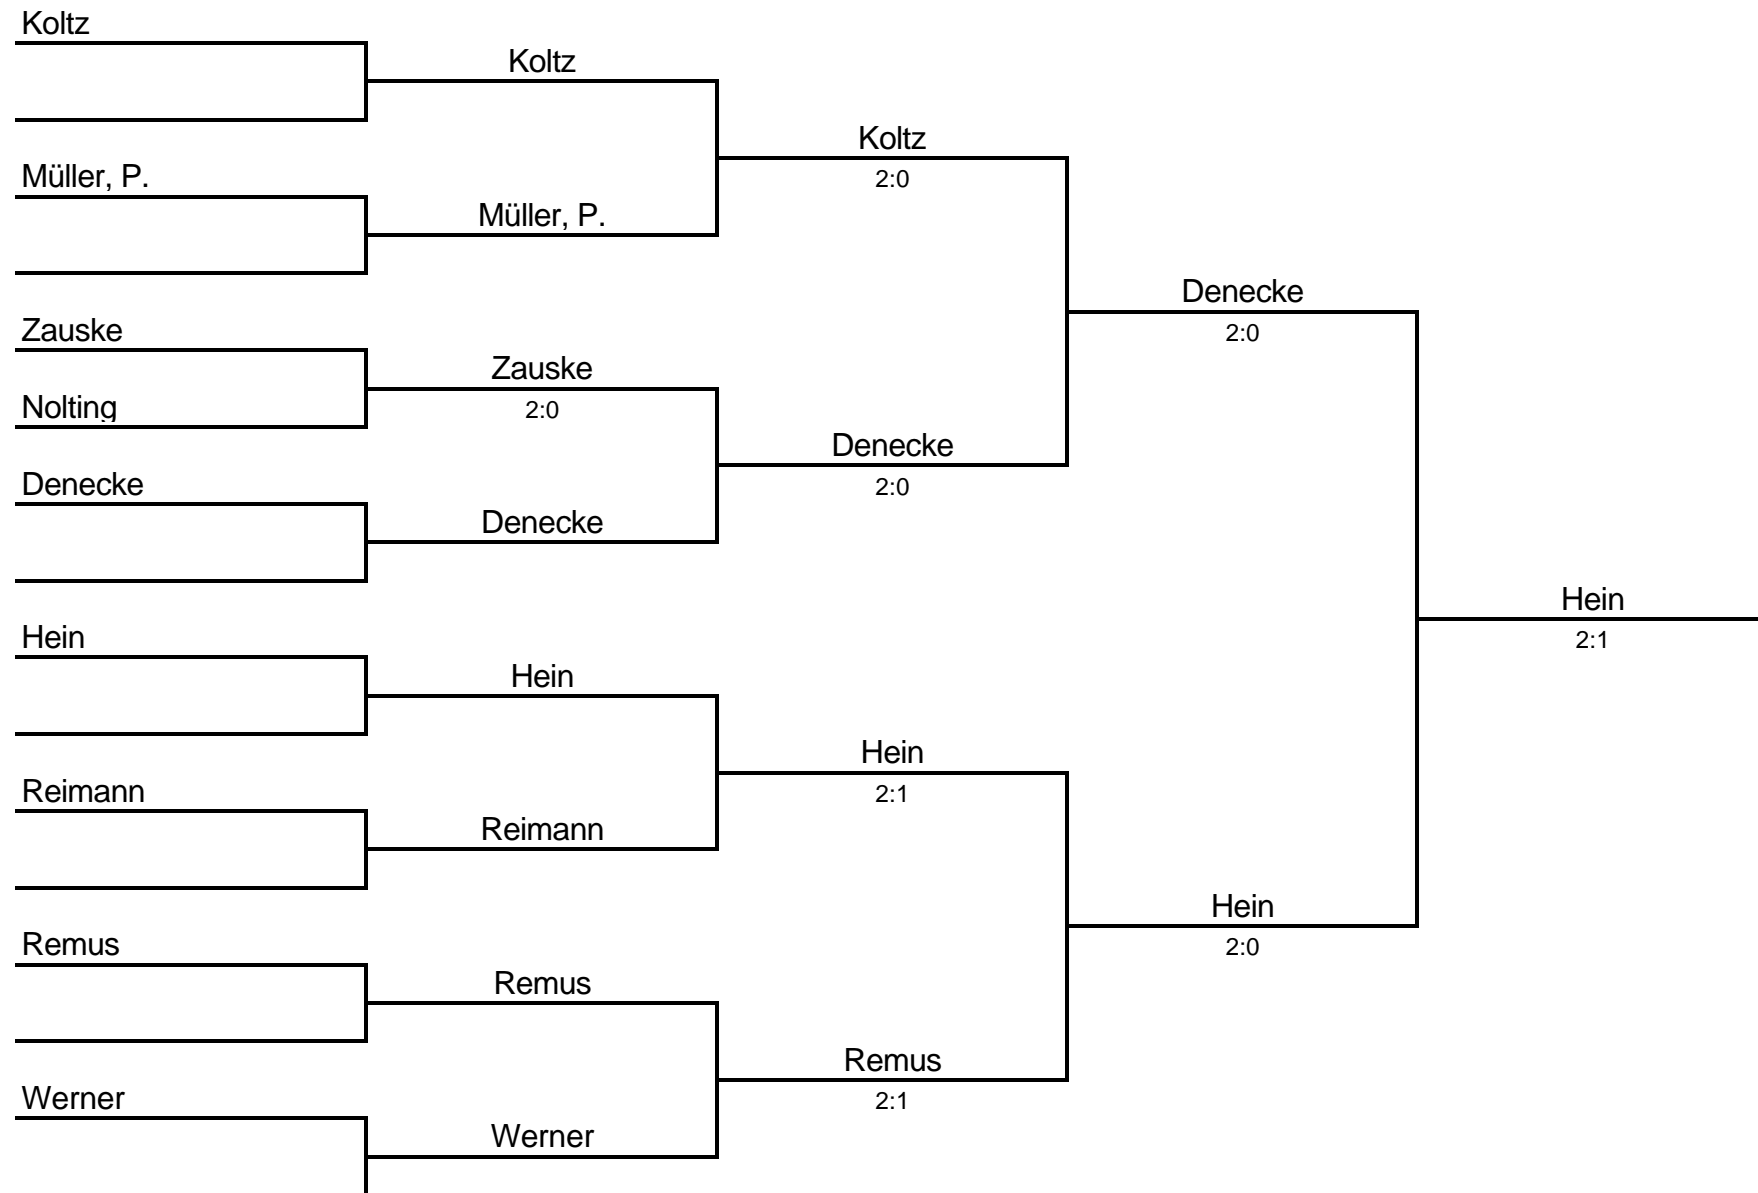 Koltz
Koltz
Koltz
2:0
Müller, P.
Müller, P.
Denecke
2:0
Zauske
Zauske
2:0
Nolting
Denecke
2:0
Denecke
Denecke
Hein
2:1
Hein
Hein
Hein
2:1
Reimann
Reimann
Hein
2:0
Remus
Remus
Remus
2:1
Werner
Werner